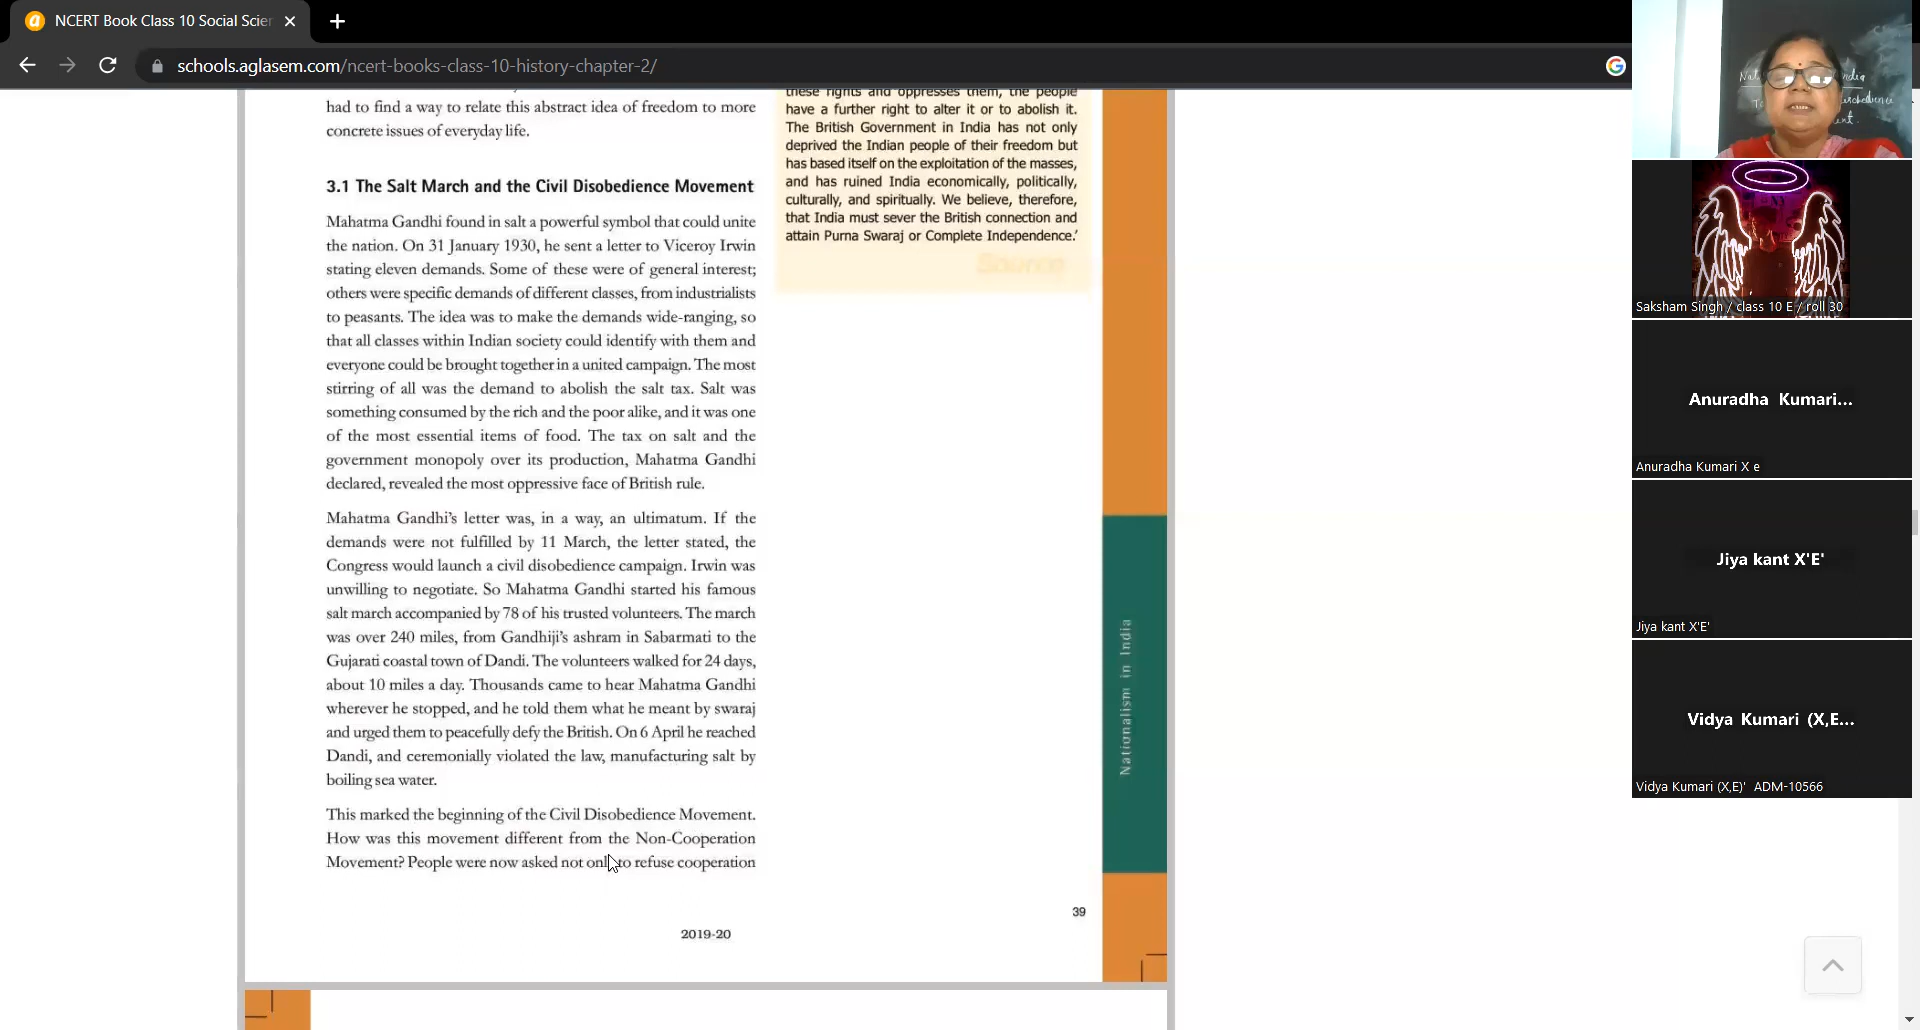 NCERT Book Class 10 Social Scier
schools.aglasem.com/ncert-books-class-10-history-chapter-2/
had to find a way to relate this abstract idea of freedom to more
concrete issues of everyday life.
3.1 The Salt March and the Civil Disobedience Movement
Mahatma Gandhi found in salt a powerful symbol that could unite
the nation. On 31 January 1930, he sent a letter to Viceroy Irwin
stating eleven demands. Some of these were of general interest;
others were specific demands of different classes, from industrialists
to peasants. The idea was to make the demands wide-ranging, so
that all classes within Indian society could identify with them and
everyone could be brought together in a united campaign. The most
stirring of all was the demand to abolish the salt tax. Salt was
something consumed by the rich and the poor alike, and it was one
of the most essential items of food. The tax on salt and the
government monopoly over its production, Mahatma Gandhi
declared, revealed the most oppressive face of British rule.
Mahatma Gandhi's letter was, in a way, an ultimatum. If the
demands were not fulfilled by 11 March, the letter stated, the
Congress would launch a civil disobedience campaign. Irwin was
unwilling to negotiate. So Mahatma Gandhi started his famous
salt march accompanied by 78 of his trusted volunteers. The march
was over 240 miles, from Gandhiji's ashram in Sabarmati to the
Gujarati coastal town of Dandi. The volunteers walked for 24 days,
about 10 miles a day. Thousands came to hear Mahatma Gandhi
wherever he stopped, and he told them what he meant by swaraj
and urged them to peacefully defy the British. On 6 April he reached
Dandi, and ceremonially violated the law, manufacturing salt by
boiling sea water.
This marked the beginning of the Civil Disobedience Movement.
How was this movement different from the Non-Cooperation
Movement? People were now asked not only to refuse cooperation
these rights and oppresses them, the people
have a further right to alter it or to abolish it.
The British Government in India has not only
deprived the Indian people of their freedom but
has based itself on the exploitation of the masses,
and has ruined India economically, politically,
culturally, and spiritually. We believe, therefore,
that India must sever the British connection and
attain Purna Swaraj or Complete Independence.'
Source
Nationalism in India
39
2019-20
Saksham Singh / class 10 E / roll 30
Anuradha Kumari...
Anuradha Kumari X e
Jiya kant X'E'
Jiya kant X'E'
Vidya Kumari (X,E...
Vidya Kumari (X,E)' ADM-10566